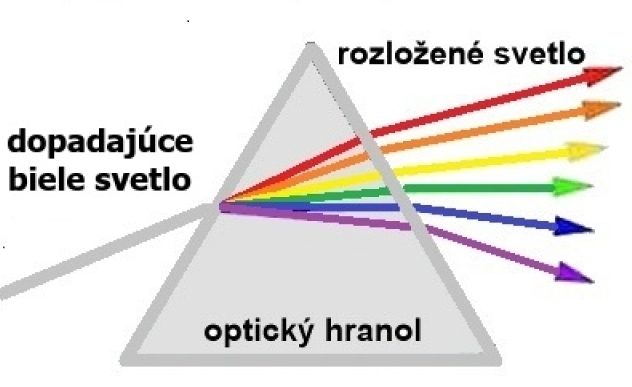 rozložené svetlo
dopadajúce
biele svetlo
optický hranol